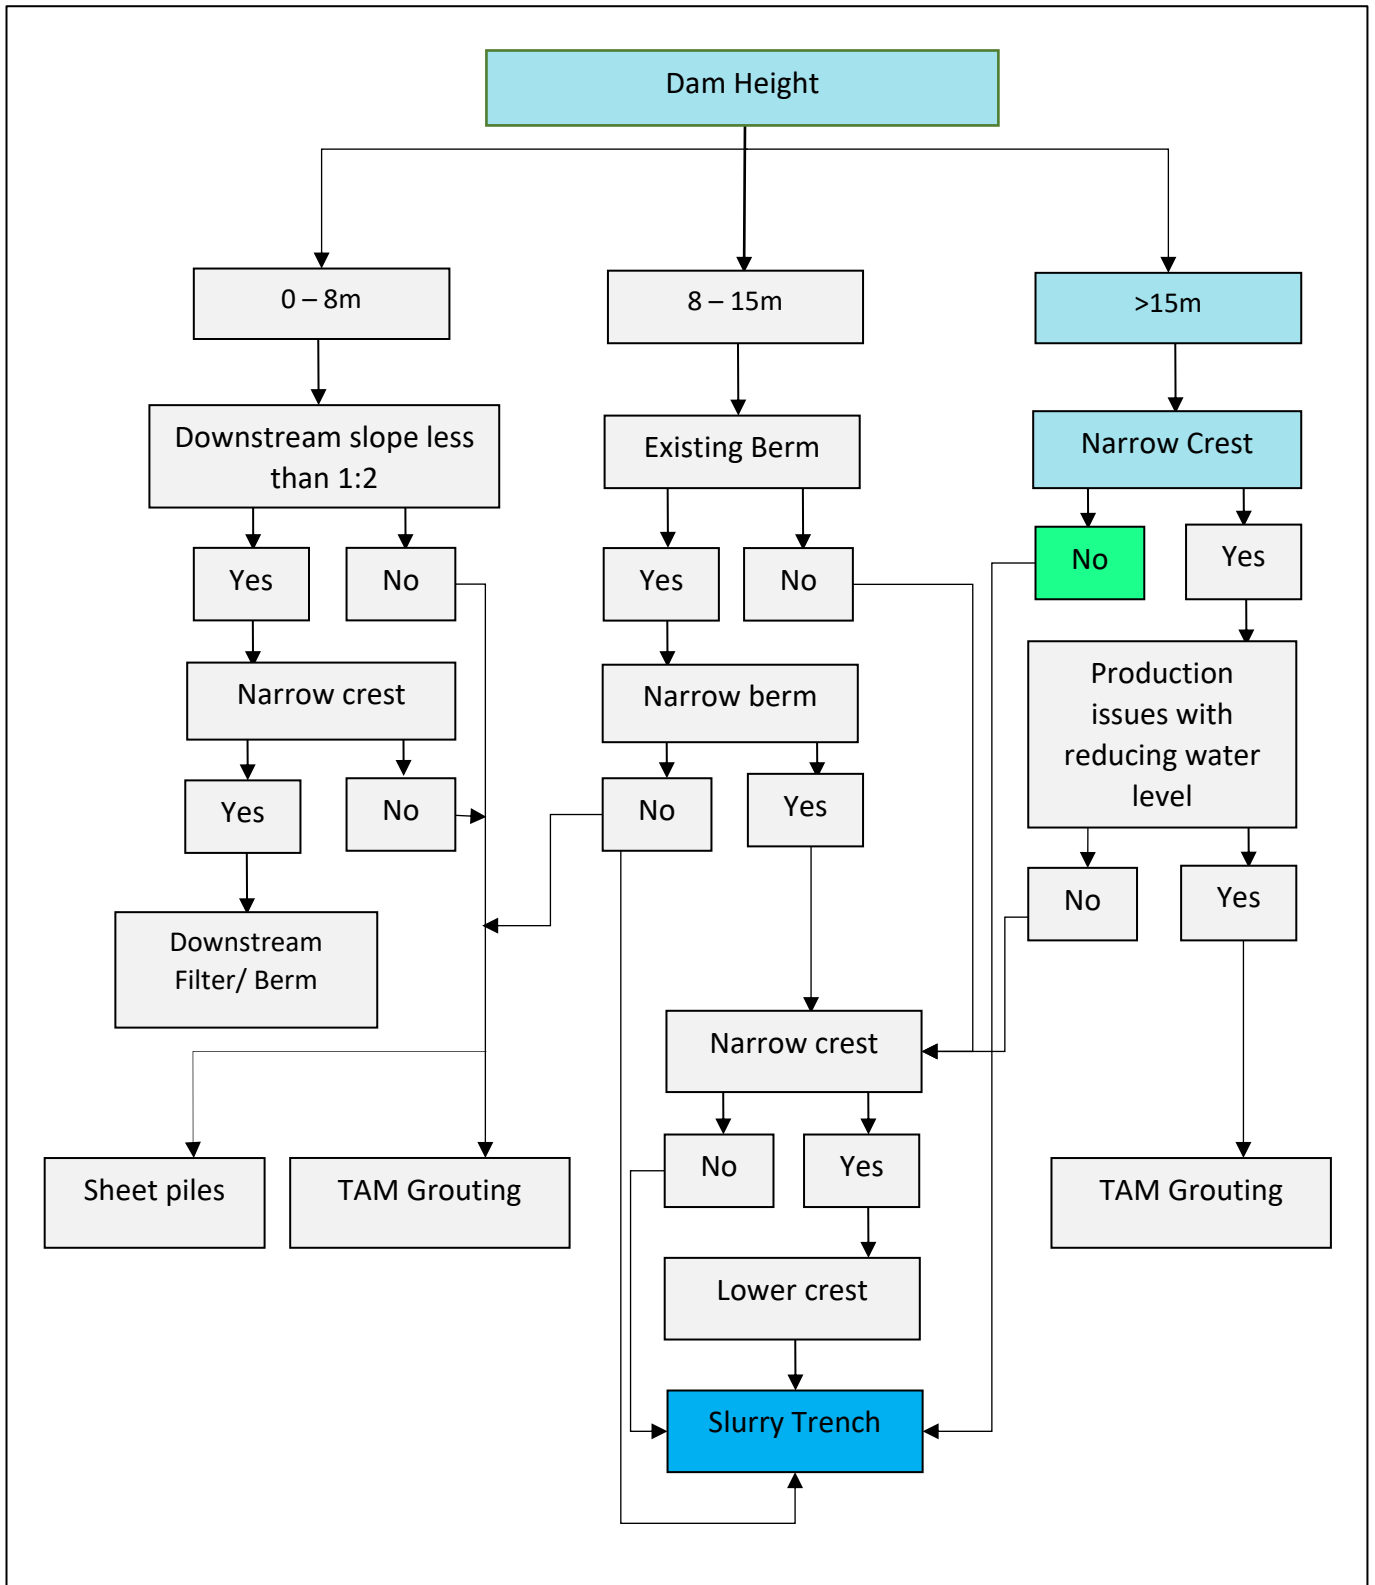 Dam Height
0 – 8m
8 – 15m
>15m
Downstream slope less
than 1:2
Existing Berm
Narrow Crest
Yes
No
Yes
No
No
Yes
Narrow crest
Narrow berm
Production
issues with
reducing water
level
Yes
No
No
Yes
No
Yes
Downstream
Filter/ Berm
Narrow crest
No
Yes
Sheet piles
TAM Grouting
TAM Grouting
Lower crest
Slurry Trench